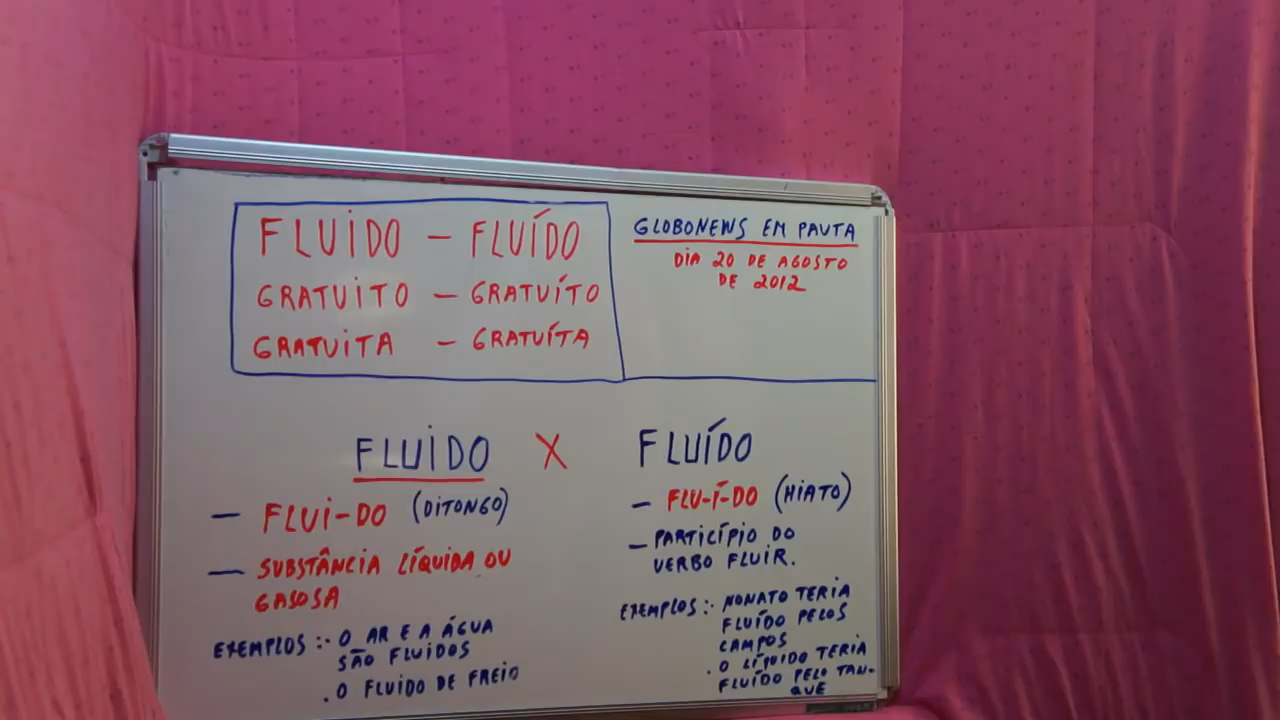 FLUIDO — FLUÍDO
GRATUITO — GRATUÍTO
GRATUITA — GRATUÍTA
GLOBONEWS EM PAUTA
DIA 20 DE AGOSTO
DE 2012
FLUIDO X FLUÍDO
— FLUI-DO (DITONGO)
— SUBSTÂNCIA LÍQUIDA OU
GASOSA
EXEMPLOS :· O AR E A ÁGUA
SÃO FLUIDOS
. O FLUIDO DE FREIO
— FLU-Í-DO (HIATO)
— PARTICÍPIO DO
VERBO FLUIR.
EXEMPLOS :· NONATO TERIA
FLUÍDO PELOS
CAMPOS
. O LÍQUIDO TERIA
FLUÍDO PELO TAN-
QUE